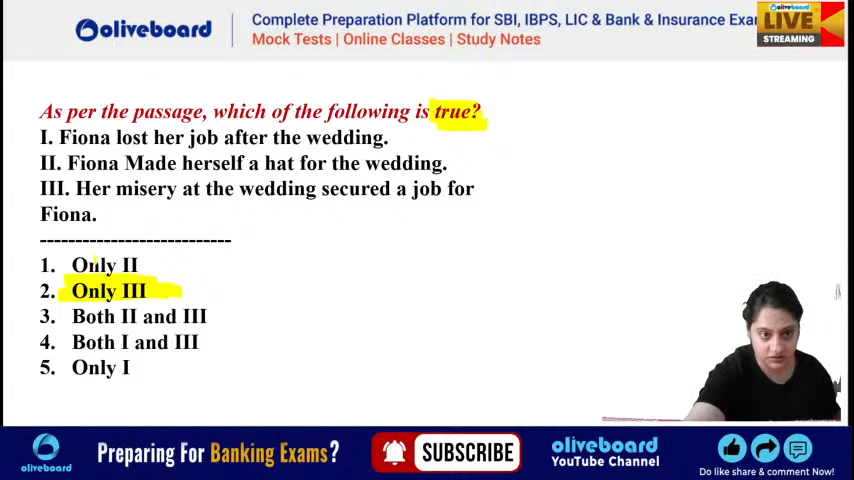 oliveboard
Complete Preparation Platform for SBI, IBPS, LIC & Bank & Insurance Exa
Mock Tests | Online Classes | Study Notes
oliveboard
LIVE
STREAMING
As per the passage, which of the following is true?
I. Fiona lost her job after the wedding.
II. Fiona Made herself a hat for the wedding.
III. Her misery at the wedding secured a job for
Fiona.
---------------------------
1. Only II
2. Only III
3. Both II and III
4. Both I and III
5. Only I
oliveboard
Preparing For Banking Exams?
SUBSCRIBE
oliveboard
YouTube Channel
Do like share & comment Now!